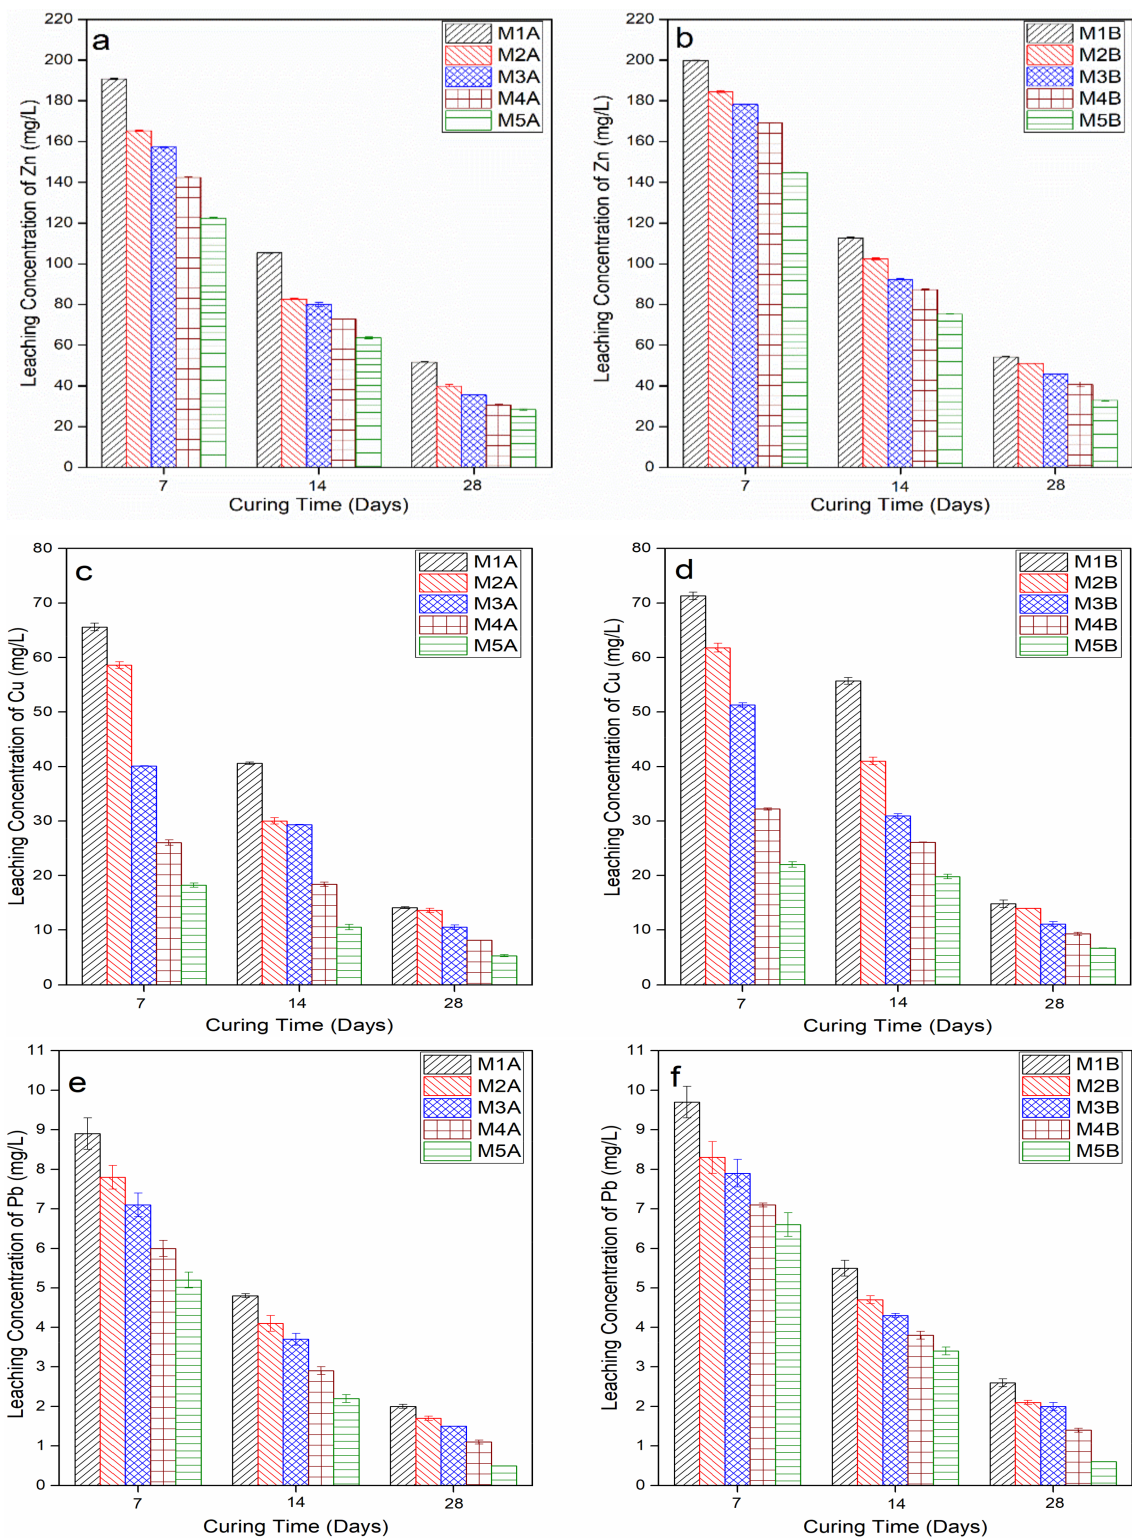 a
M1A
M2A
M3A
M4A
M5A
220
200
180
160
140
120
100
80
60
40
20
0
Leaching Concentration of Zn (mg/L)
7
14
28
Curing Time (Days)
b
M1B
M2B
M3B
M4B
M5B
220
200
180
160
140
120
100
80
60
40
20
0
Leaching Concentration of Zn (mg/L)
7
14
28
Curing Time (Days)
c
M1A
M2A
M3A
M4A
M5A
80
70
60
50
40
30
20
10
0
Leaching Concentration of Cu (mg/L)
7
14
28
Curing Time (Days)
d
M1B
M2B
M3B
M4B
M5B
80
70
60
50
40
30
20
10
0
Leaching Concentration of Cu (mg/L)
7
14
28
Curing Time (Days)
e
M1A
M2A
M3A
M4A
M5A
11
10
9
8
7
6
5
4
3
2
1
0
Leaching Concentration of Pb (mg/L)
7
14
28
Curing Time (Days)
f
M1B
M2B
M3B
M4B
M5B
11
10
9
8
7
6
5
4
3
2
1
0
Leaching Concentration of Pb (mg/L)
7
14
28
Curing Time (Days)